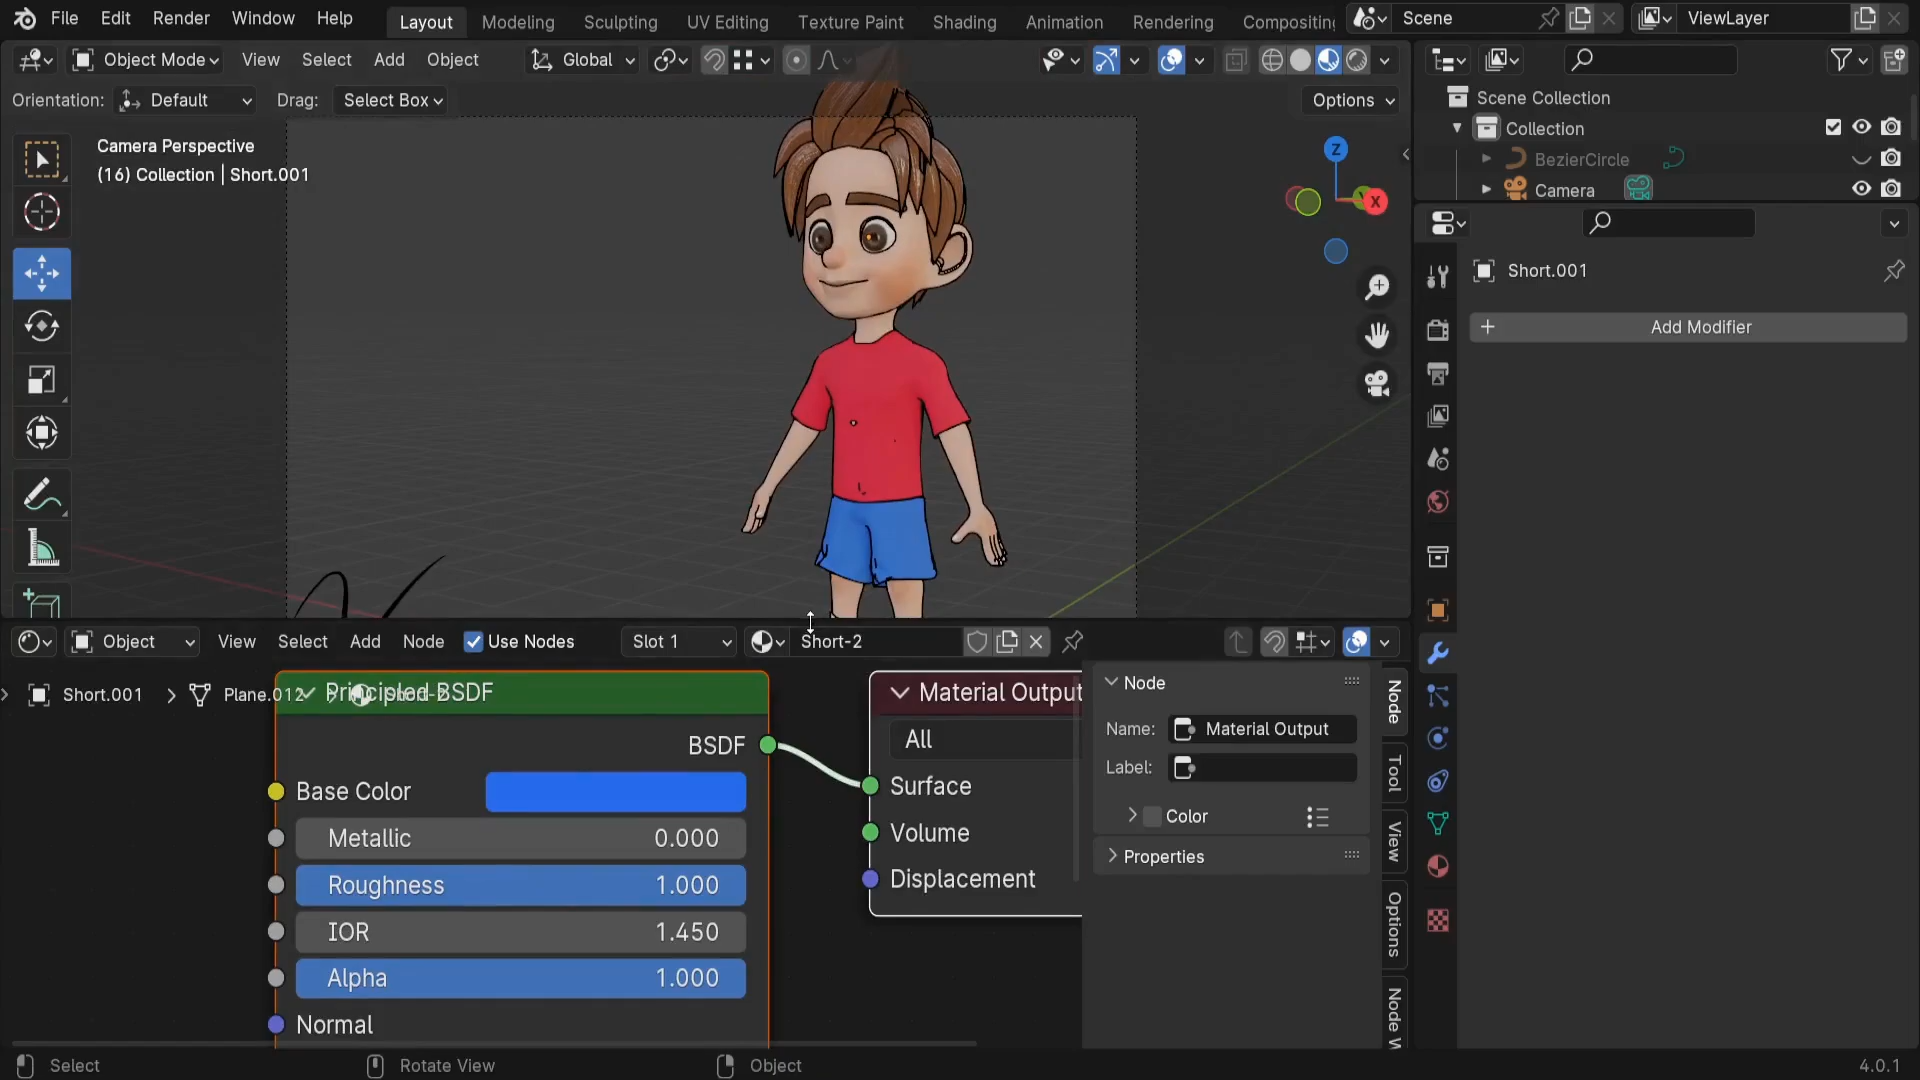 File Edit Render Window Help Layout Modeling Sculpting UV Editing Texture Paint Shading Animation Rendering Compositing Scene ViewLayer
Object Mode View Select Add Object Global
Orientation: Default Drag: Select Box Options
Camera Perspective
(16) Collection | Short.001
Z
X
Scene Collection
Collection
BezierCircle
Camera
Short.001
Add Modifier
Object View Select Add Node Use Nodes Slot 1 Short-2
Short.001 Plane.012
Principled BSDF
BSDF
Base Color
Metallic 0.000
Roughness 1.000
IOR 1.450
Alpha 1.000
Normal
Material Output
All
Surface
Volume
Displacement
Node
Name: Material Output
Label:
Color
Properties
Node
Tool
View
Options
Node W
Select Rotate View Object 4.0.1